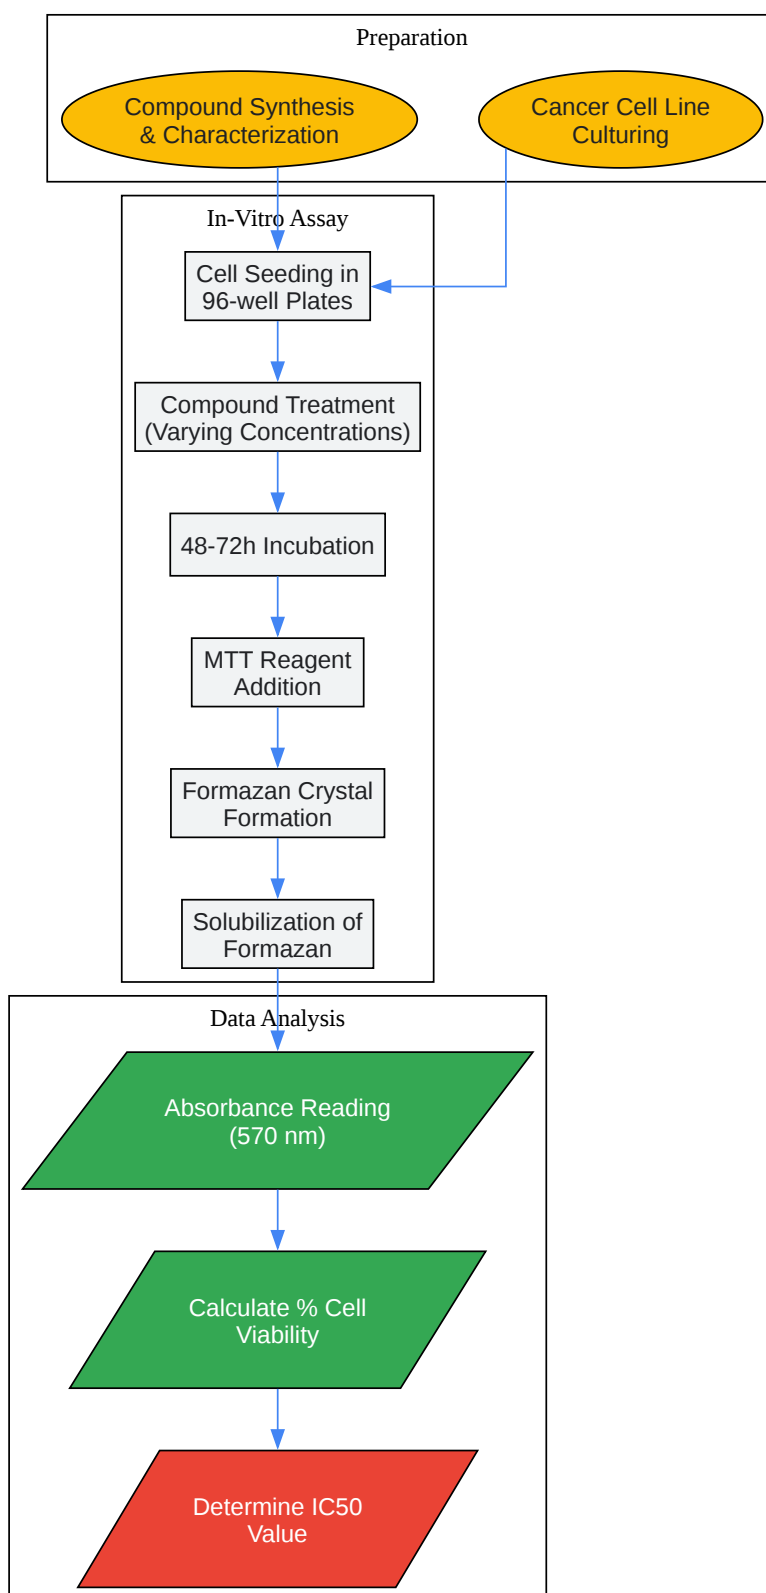 Preparation
Compound Synthesis
& Characterization
Cancer Cell Line
Culturing
In-Vitro Assay
Cell Seeding in
96-well Plates
Compound Treatment
(Varying Concentrations)
48-72h Incubation
MTT Reagent
Addition
Formazan Crystal
Formation
Solubilization of
Formazan
Data Analysis
Absorbance Reading
(570 nm)
Calculate % Cell
Viability
Determine IC50
Value